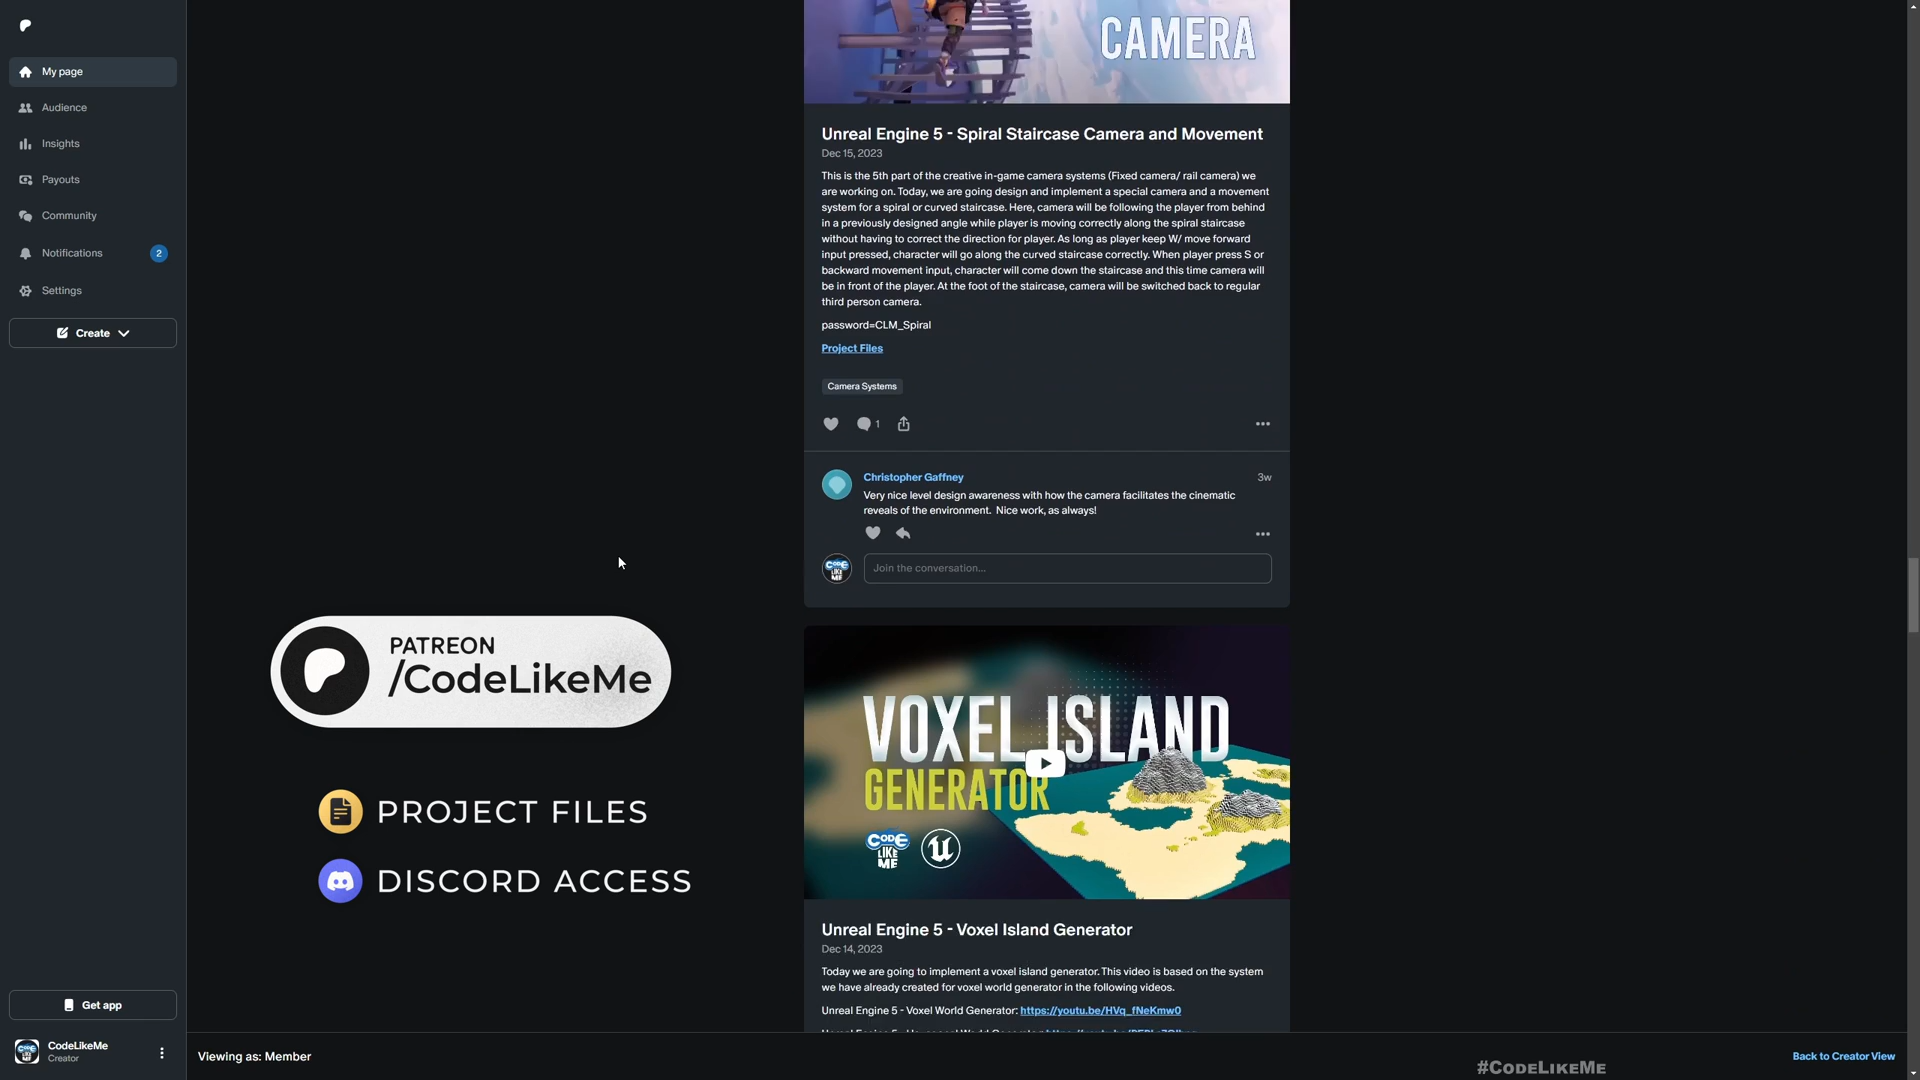 My page
Audience
Insights
Payouts
Community
Notifications
2
Settings
Create
Get app
CodeLikeMe
Creator
CAMERA
Unreal Engine 5 - Spiral Staircase Camera and Movement
Dec 15, 2023
This is the 5th part of the creative in-game camera systems (Fixed camera/ rail camera) we
are working on. Today, we are going design and implement a special camera and a movement
system for a spiral or curved staircase. Here, camera will be following the player from behind
in a previously designed angle while player is moving correctly along the spiral staircase
without having to correct the direction for player. As long as player keep W/ move forward
input pressed, character will go along the curved staircase correctly. When player press S or
backward movement input, character will come down the staircase and this time camera will
be in front of the player. At the foot of the staircase, camera will be switched back to regular
third person camera.
password=CLM_Spiral
Project Files
Camera Systems
1
Christopher Gaffney
3w
Very nice level design awareness with how the camera facilitates the cinematic
reveals of the environment. Nice work, as always!
CODE
LIKE
ME
Join the conversation...
PATREON
/CodeLikeMe
PROJECT FILES
DISCORD ACCESS
VOXEL ISLAND
GENERATOR
CODE
LIKE
ME
Unreal Engine 5 - Voxel Island Generator
Dec 14, 2023
Today we are going to implement a voxel island generator. This video is based on the system
we have already created for voxel world generator in the following videos.
Unreal Engine 5 - Voxel World Generator: https://youtu.be/HVq_fNeKmw0
Viewing as: Member
#CODELIKEME
Back to Creator View